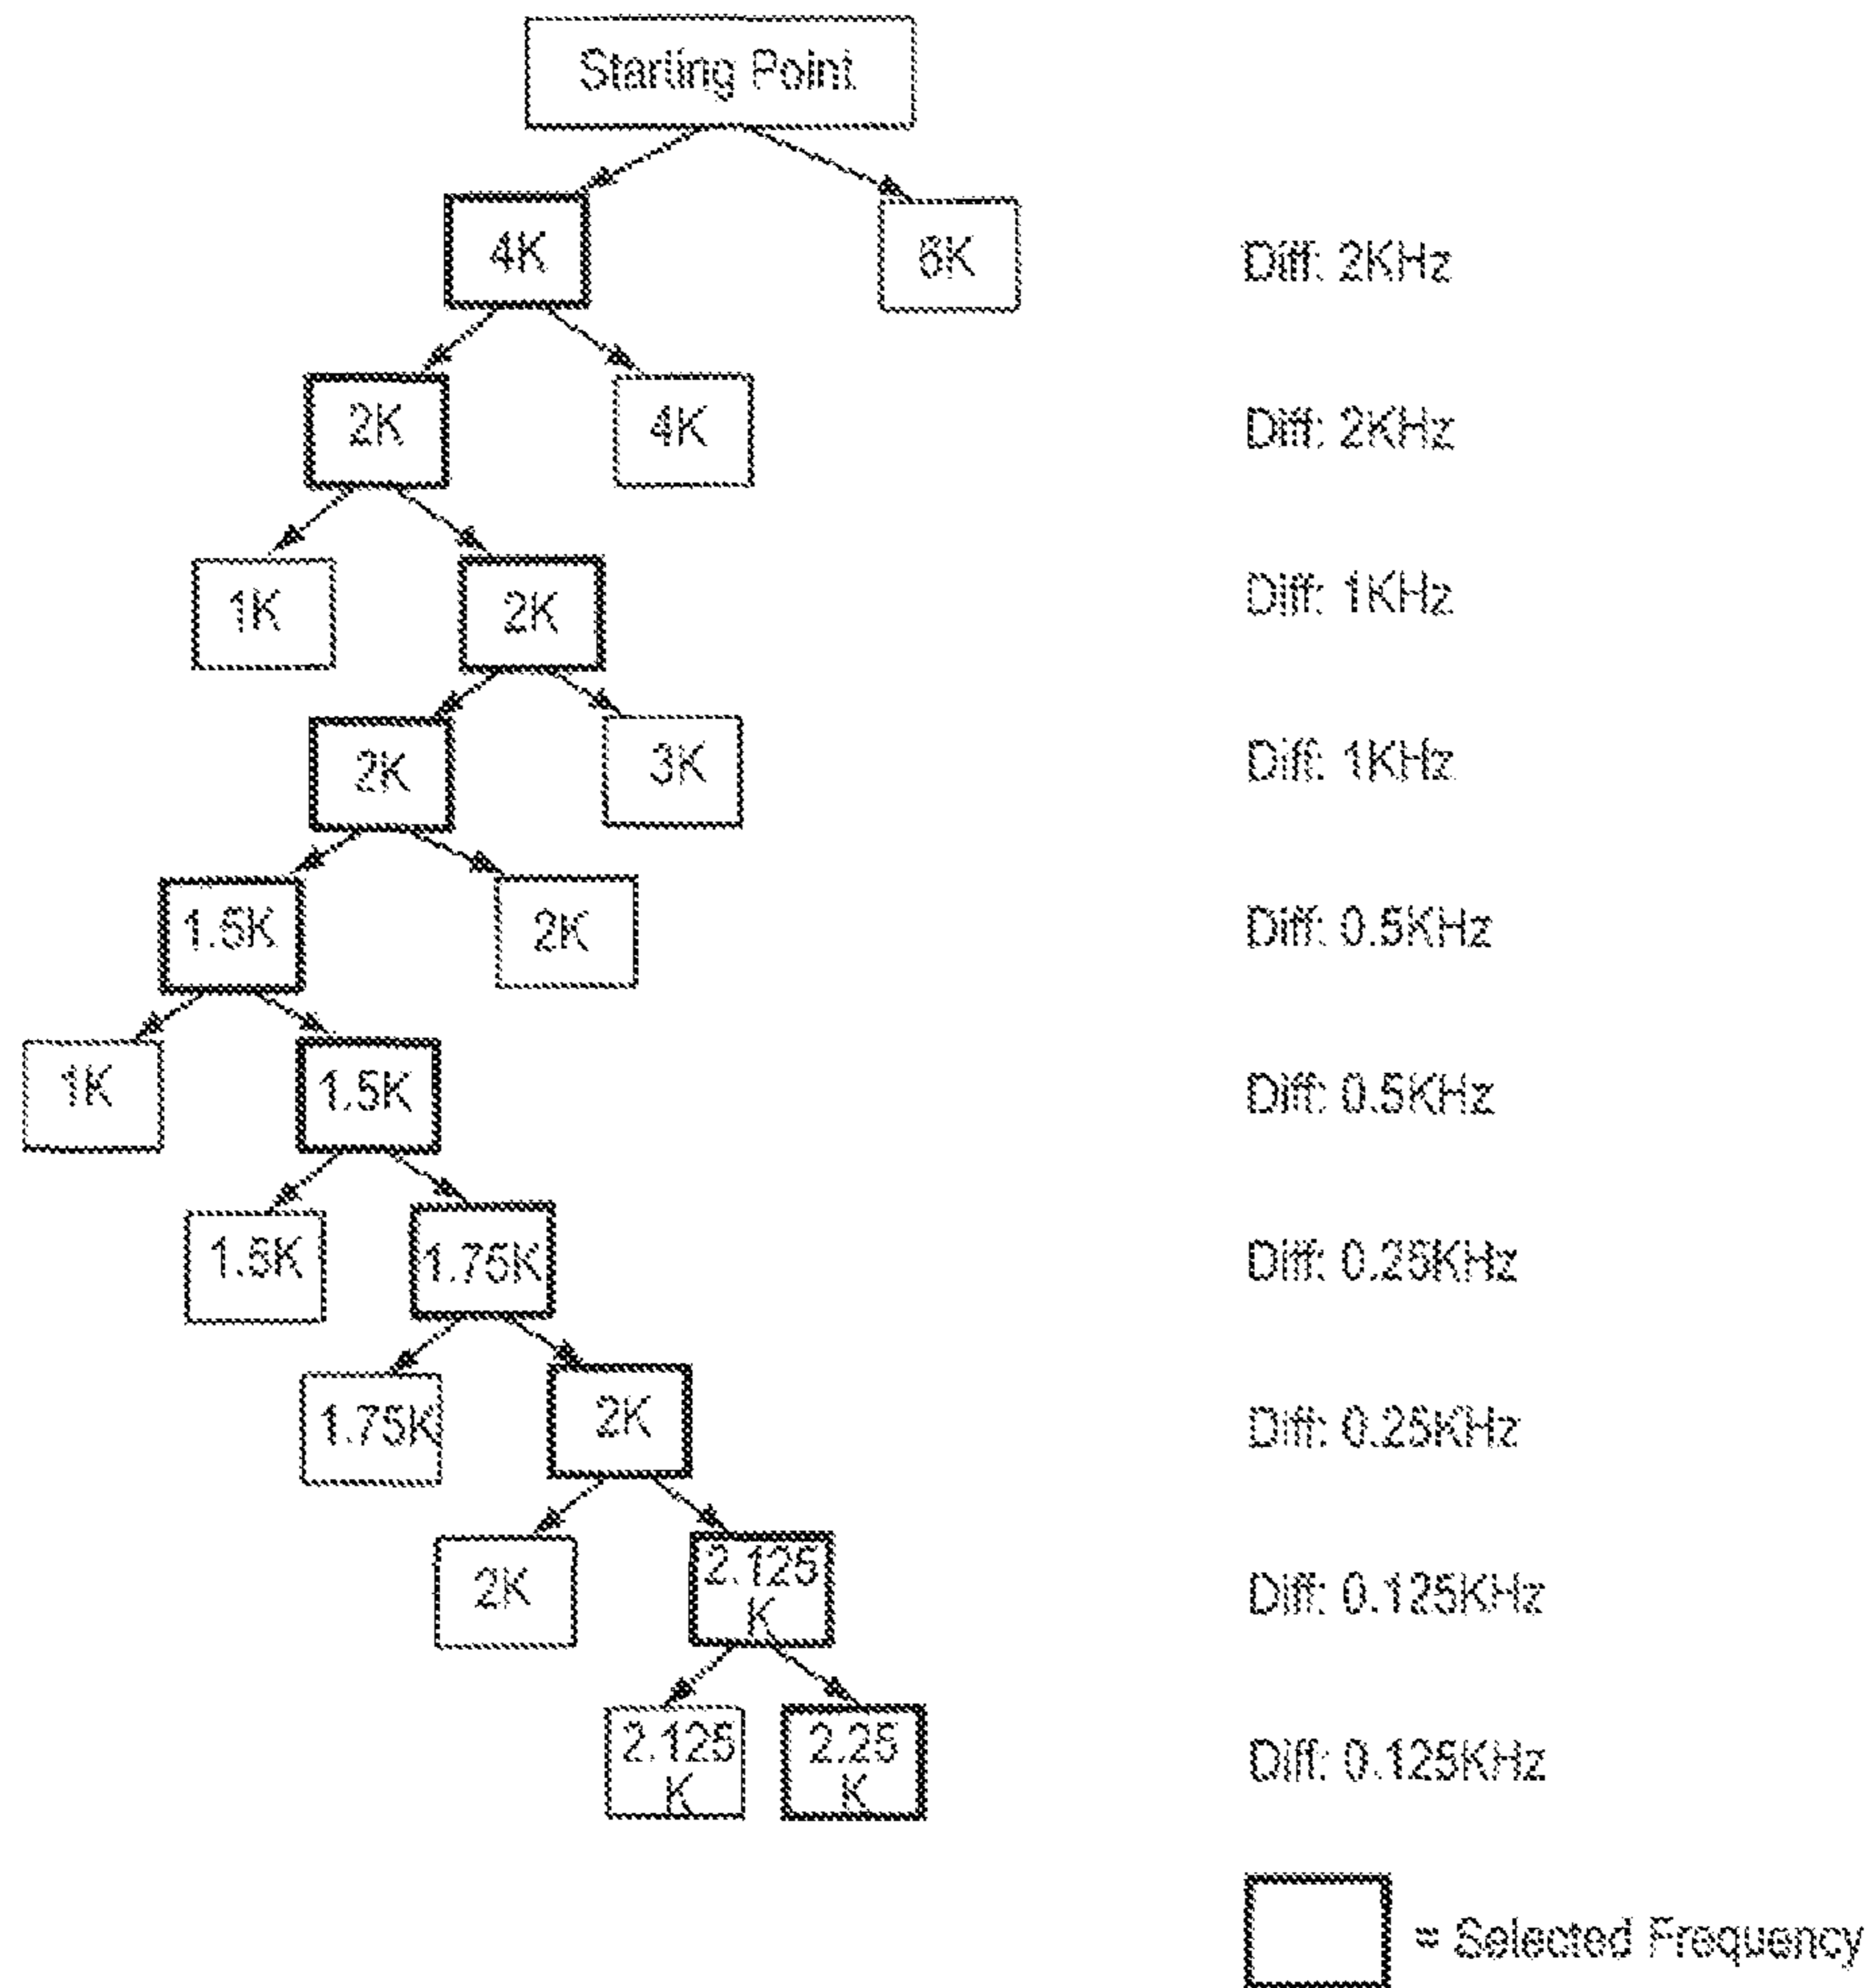 Starting Point
4K 6K Diff: 2KHz
2K 4K Diff: 2KHz
1K 2K Diff: 1KHz
2K 3K Diff: 1KHz
1.5K 2K Diff: 0.5KHz
1K 1.5K Diff: 0.5KHz
1.5K 1.75K Diff: 0.25KHz
1.75K 2K Diff: 0.25KHz
2K 2.125 K Diff: 0.125KHz
2.125 K 2.25 K Diff: 0.125KHz
= Selected Frequency